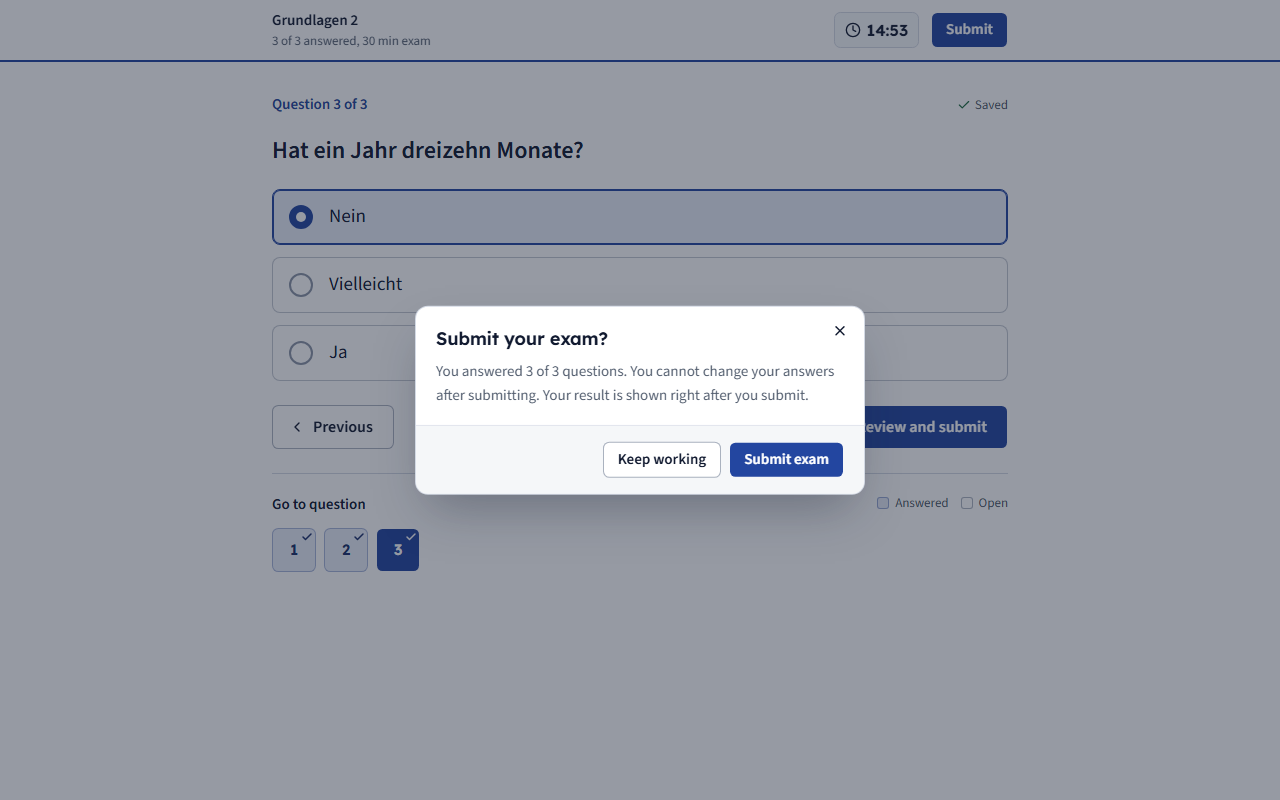 Grundlagen 2
3 of 3 answered, 30 min exam
14:53
Submit
Question 3 of 3
Saved
Hat ein Jahr dreizehn Monate?
Nein
Vielleicht
Ja
Submit your exam?
You answered 3 of 3 questions. You cannot change your answers
after submitting. Your result is shown right after you submit.
Keep working
Submit exam
Previous
and submit
Go to question
Answered
Open
1
2
3